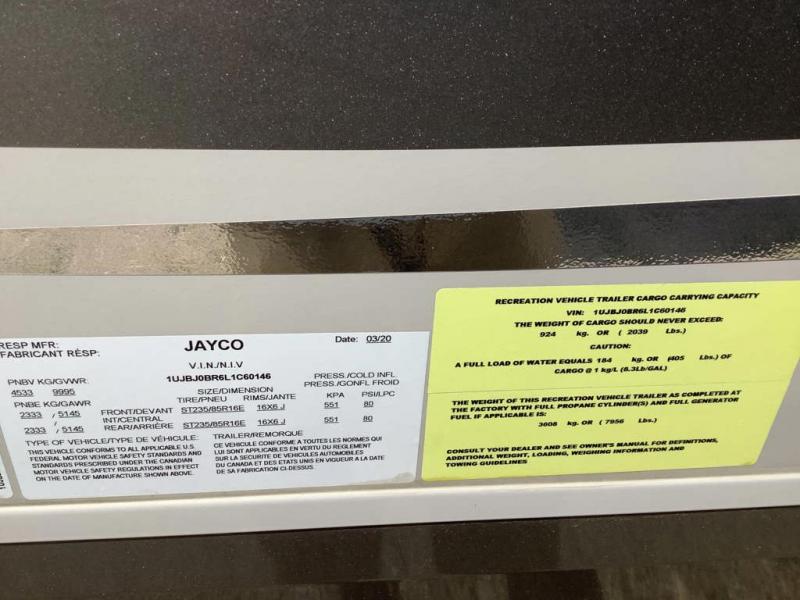 RESP MFR:
FABRICANT RÈSP:
JAYCO
Date: 03/20
V.I.N./N.I.V
1UJBJ0BR6L1C60146
PNBV KG/GVWR:
4533 9995
SIZE/DIMENSION
TIRE/PNEU RIMS/JANTE
PRESS./COLD INFL
PRESS./GONFL FROID
PNBE KG/GAWR
KPA PSI/LPC
2333 / 5145 FRONT/DEVANT ST235/85R16E 16X6 J 551 80
INT/CENTRAL
2333 / 5145 REAR/ARRIÈRE ST235/85R16E 16X6 J 551 80
TYPE OF VEHICLE/TYPE DE VÉHICULE: TRAILER/REMORQUE
THIS VEHICLE CONFORMS TO ALL APPLICABLE U.S.
FEDERAL MOTOR VEHICLE SAFETY STANDARDS AND
STANDARDS PRESCRIBED UNDER THE CANADIAN
MOTOR VEHICLE SAFETY REGULATIONS IN EFFECT
ON THE DATE OF MANUFACTURE SHOWN ABOVE.
CE VEHICULE CONFORME A TOUTES LES NORMES QUI
LUI SONT APPLICABLES EN VERTU DU REGLEMENT
SUR LA SECURITE DE VEHICULES AUTOMOBILES
DU CANADA ET DES ETATS UNIS EN VIGUEUR A LA DATE
DE SA FABRICATION CI-DESSUS.
RECREATION VEHICLE TRAILER CARGO CARRYING CAPACITY
VIN: 1UJBJ0BR6L1C60146
THE WEIGHT OF CARGO SHOULD NEVER EXCEED:
924 kg. OR ( 2039 Lbs.)
CAUTION:
A FULL LOAD OF WATER EQUALS 184 kg. OR (405 Lbs.) OF
CARGO @ 1 kg/L (8.3Lb/GAL)
THE WEIGHT OF THIS RECREATION VEHICLE TRAILER AS COMPLETED AT
THE FACTORY WITH FULL PROPANE CYLINDER(S) AND FULL GENERATOR
FUEL IF APPLICABLE IS:
3608 kg. OR ( 7956 Lbs.)
CONSULT YOUR DEALER AND SEE OWNER'S MANUAL FOR DEFINITIONS,
ADDITIONAL WEIGHT, LOADING, WEIGHING INFORMATION AND
TOWING GUIDELINES